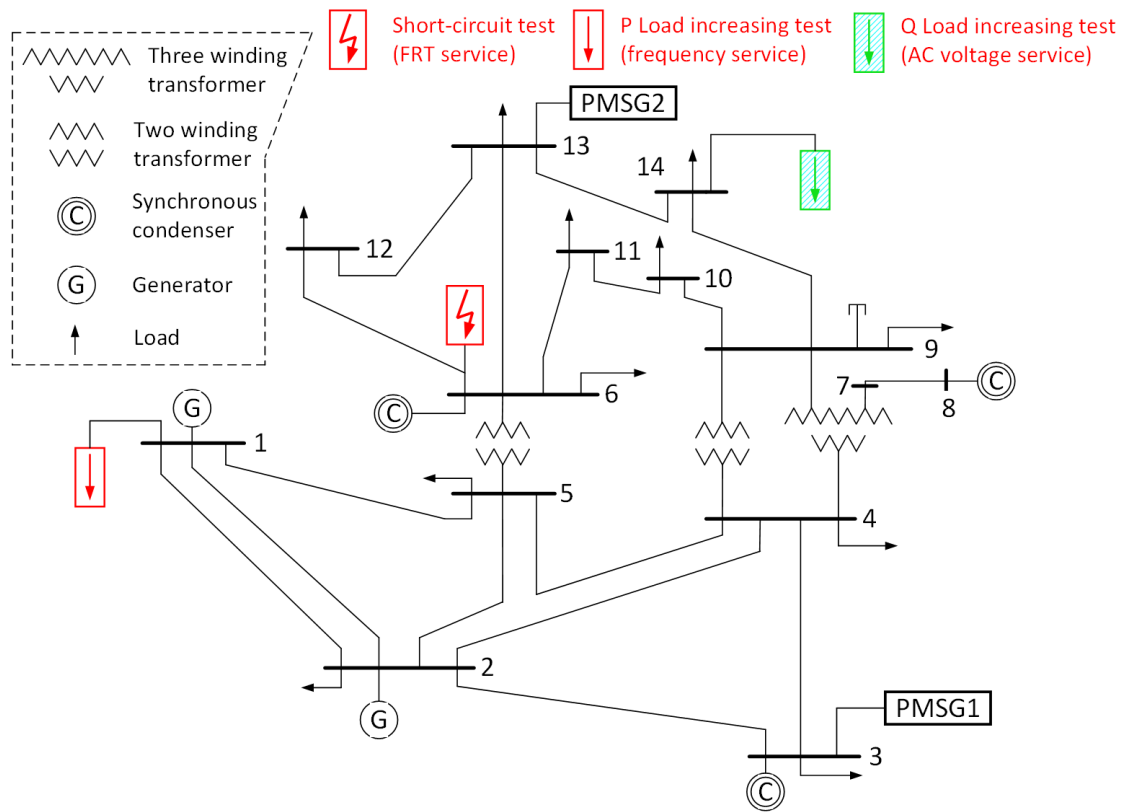 Short-circuit test
(FRT service)
P Load increasing test
(frequency service)
Q Load increasing test
(AC voltage service)
Three winding
transformer
Two winding
transformer
C
Synchronous
condenser
G
Generator
Load
PMSG2
13
14
12
11
10
9
7
8
C
6
C
G
1
5
4
2
G
PMSG1
3
C